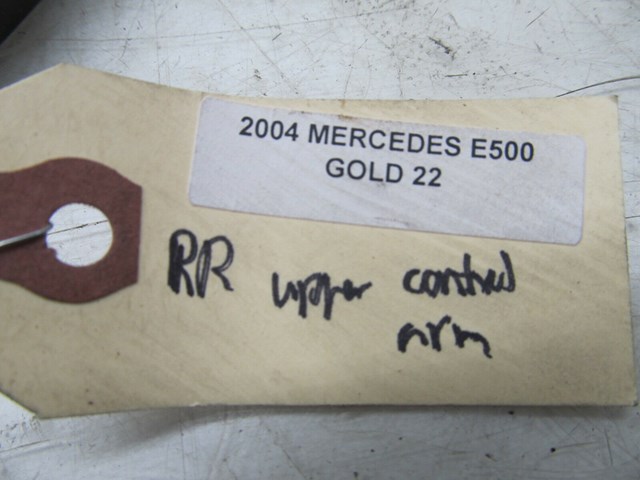 2004 MERCEDES E500
GOLD 22
RR upper control
arm